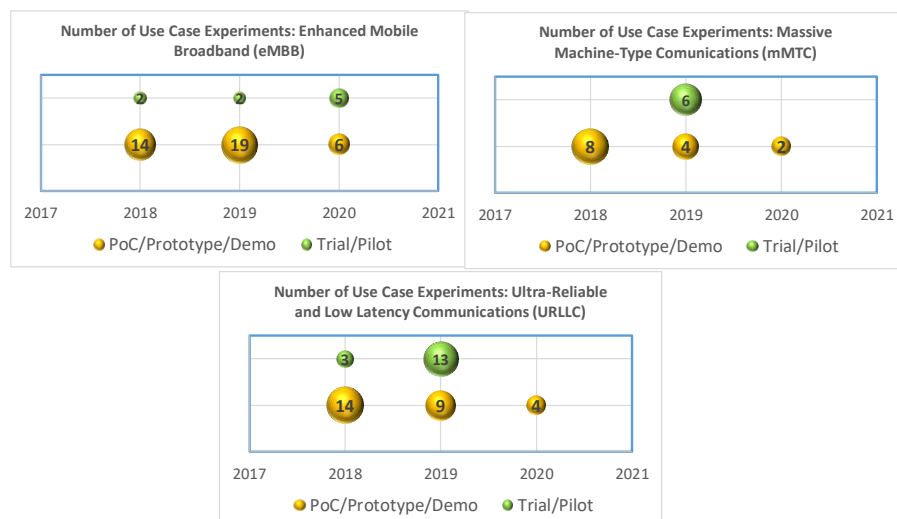 Number of Use Case Experiments: Enhanced Mobile
Broadband (eMBB)
2
2
5
14
19
6
2017
2018
2019
2020
2021
PoC/Prototype/Demo
Trial/Pilot
Number of Use Case Experiments: Massive
Machine-Type Comunications (mMTC)
6
8
4
2
2017
2018
2019
2020
2021
PoC/Prototype/Demo
Trial/Pilot
Number of Use Case Experiments: Ultra-Reliable
and Low Latency Communications (URLLC)
3
13
14
9
4
2017
2018
2019
2020
2021
PoC/Prototype/Demo
Trial/Pilot